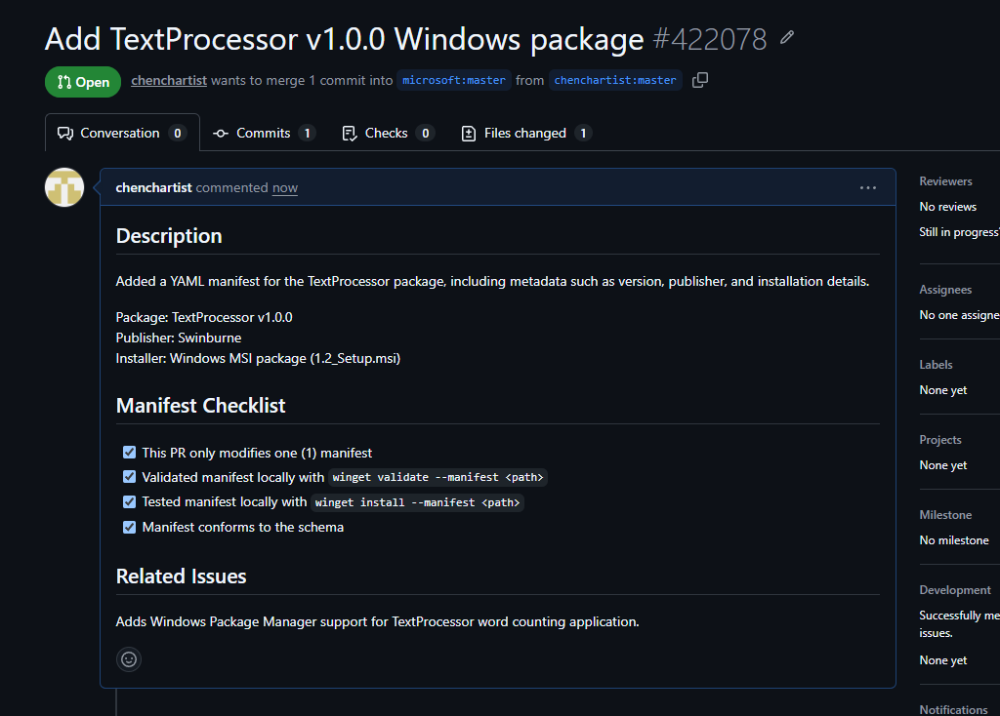 Add TextProcessor v1.0.0 Windows package #422078
Open chenchartist wants to merge 1 commit into microsoft:master from chenchartist:master
Conversation 0 Commits 1 Checks 0 Files changed 1
chenchartist commented now
Description
Added a YAML manifest for the TextProcessor package, including metadata such as version, publisher, and installation details.
Package: TextProcessor v1.0.0
Publisher: Swinburne
Installer: Windows MSI package (1.2_Setup.msi)
Manifest Checklist
This PR only modifies one (1) manifest
Validated manifest locally with winget validate --manifest <path>
Tested manifest locally with winget install --manifest <path>
Manifest conforms to the schema
Related Issues
Adds Windows Package Manager support for TextProcessor word counting application.
Reviewers
No reviews
Still in progress?
Assignees
No one assigne
Labels
None yet
Projects
None yet
Milestone
No milestone
Development
Successfully me
issues.
None yet
Notifications